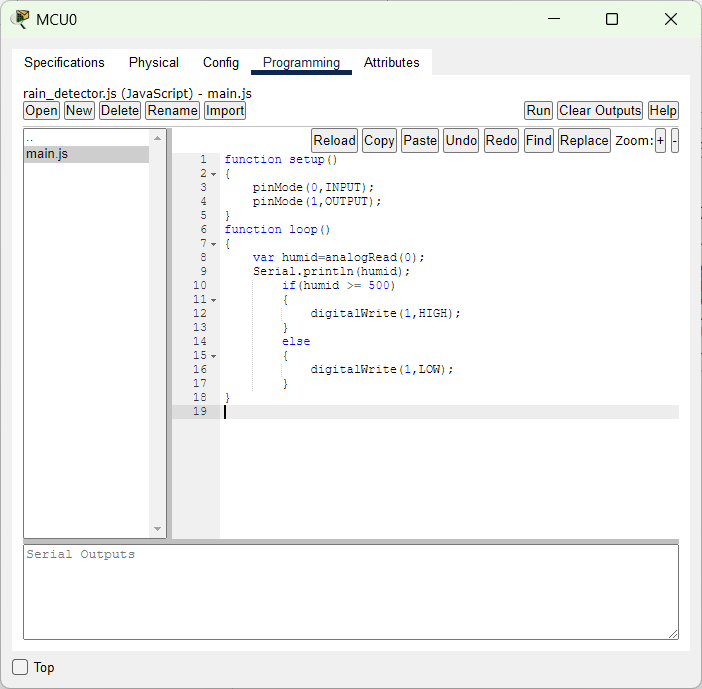 MCU0
Specifications Physical Config Programming Attributes
rain_detector.js (JavaScript) - main.js
Open New Delete Rename Import Run Clear Outputs Help
Reload Copy Paste Undo Redo Find Replace Zoom: + -
..
main.js
1 function setup()
2 {
3     pinMode(0,INPUT);
4     pinMode(1,OUTPUT);
5 }
6 function loop()
7 {
8     var humid=analogRead(0);
9     Serial.println(humid);
10         if(humid >= 500)
11         {
12             digitalWrite(1,HIGH);
13         }
14         else
15         {
16             digitalWrite(1,LOW);
17         }
18 }
19
Serial Outputs
Top